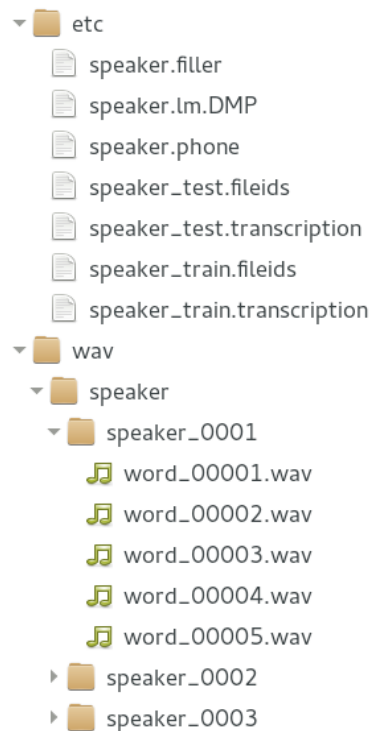 etc
speaker.filler
speaker.lm.DMP
speaker.phone
speaker_test.fileids
speaker_test.transcription
speaker_train.fileids
speaker_train.transcription
wav
speaker
speaker_0001
word_00001.wav
word_00002.wav
word_00003.wav
word_00004.wav
word_00005.wav
speaker_0002
speaker_0003